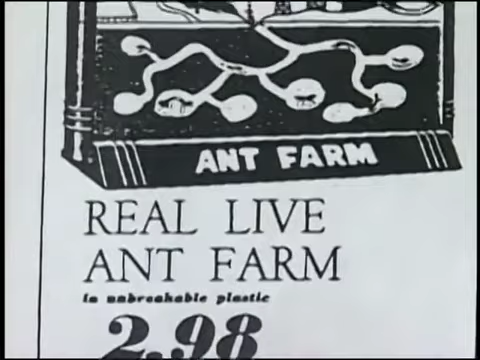 ANT FARM
REAL LIVE
ANT FARM
in unbreakable plastic
2.98